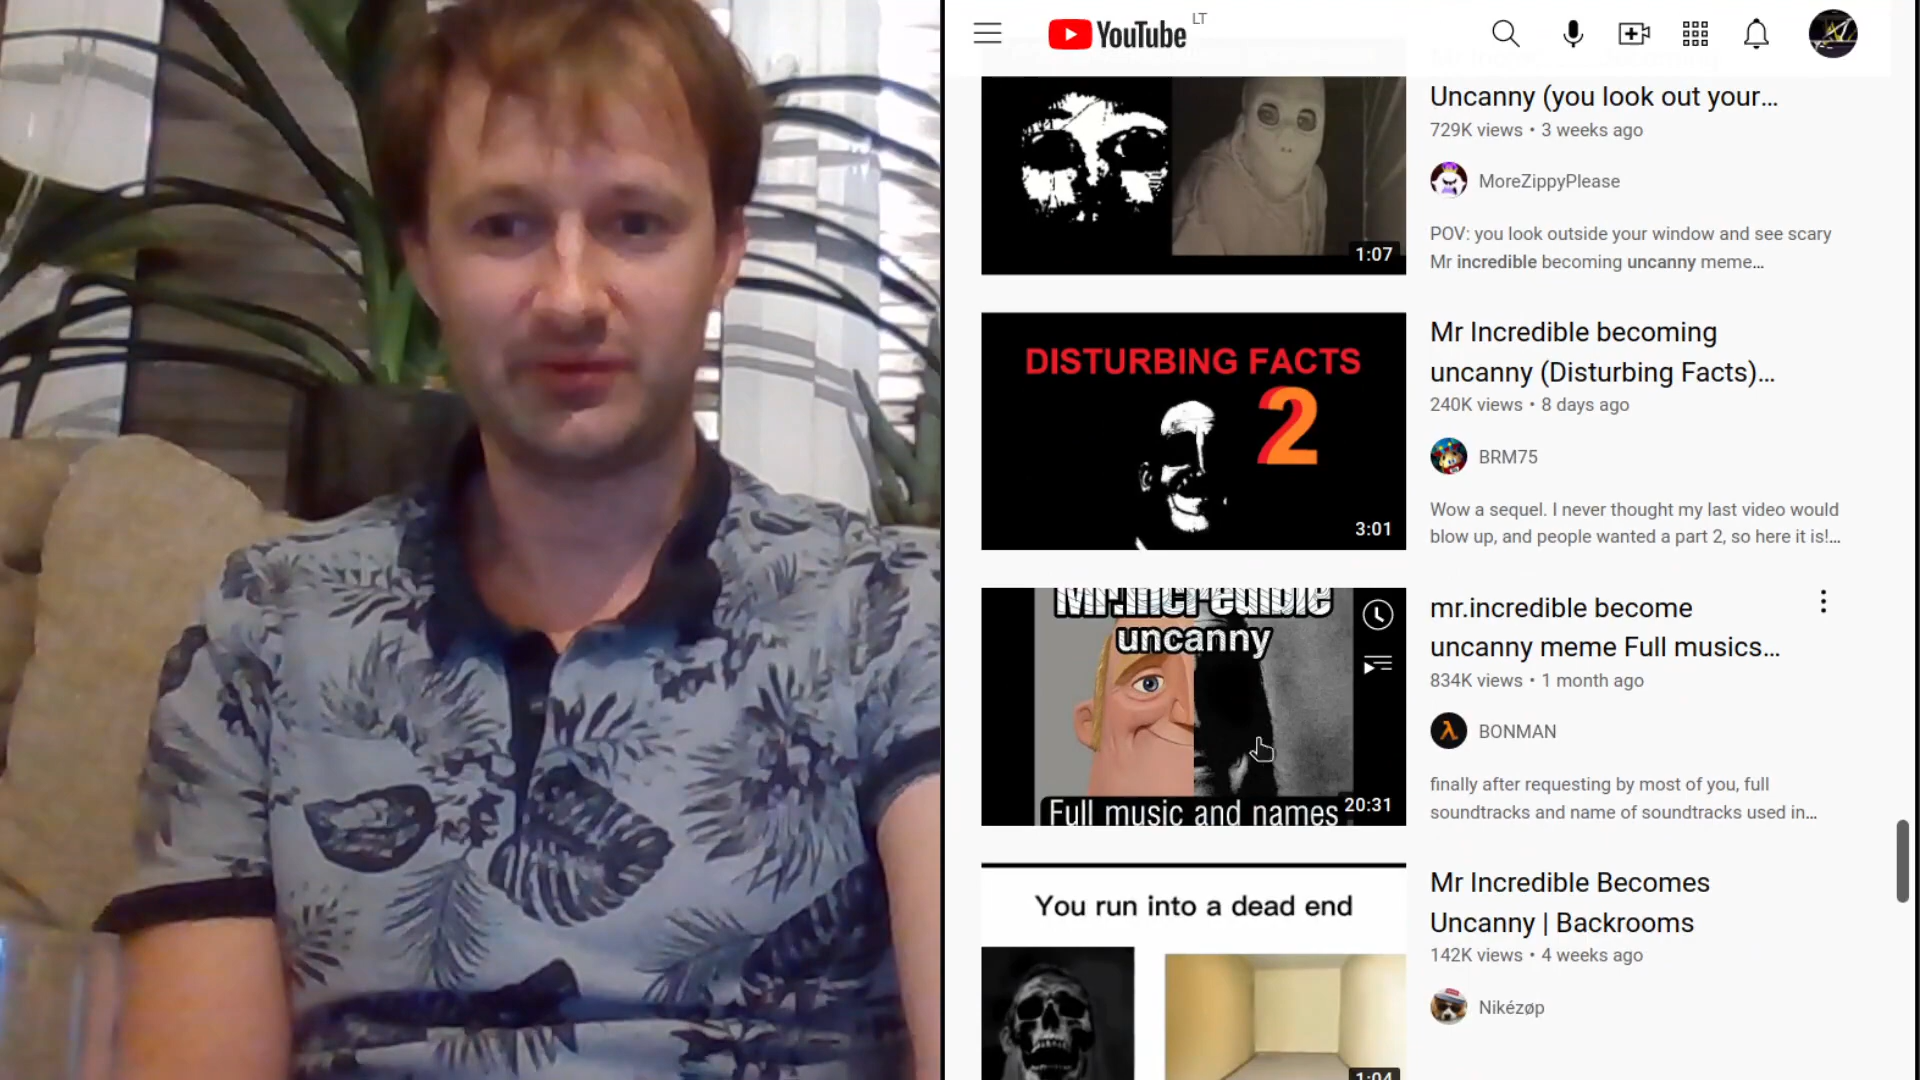 YouTube LT
Uncanny (you look out your...
729K views • 3 weeks ago
MoreZippyPlease
POV: you look outside your window and see scary
Mr incredible becoming uncanny meme...
1:07
DISTURBING FACTS
2
3:01
Mr Incredible becoming
uncanny (Disturbing Facts)...
240K views • 8 days ago
BRM75
Wow a sequel. I never thought my last video would
blow up, and people wanted a part 2, so here it is!...
Mr.Incredible
uncanny
Full music and names
20:31
mr.incredible become
uncanny meme Full musics...
834K views • 1 month ago
BONMAN
finally after requesting by most of you, full
soundtracks and name of soundtracks used in...
You run into a dead end
1:04
Mr Incredible Becomes
Uncanny | Backrooms
142K views • 4 weeks ago
Nikézøp